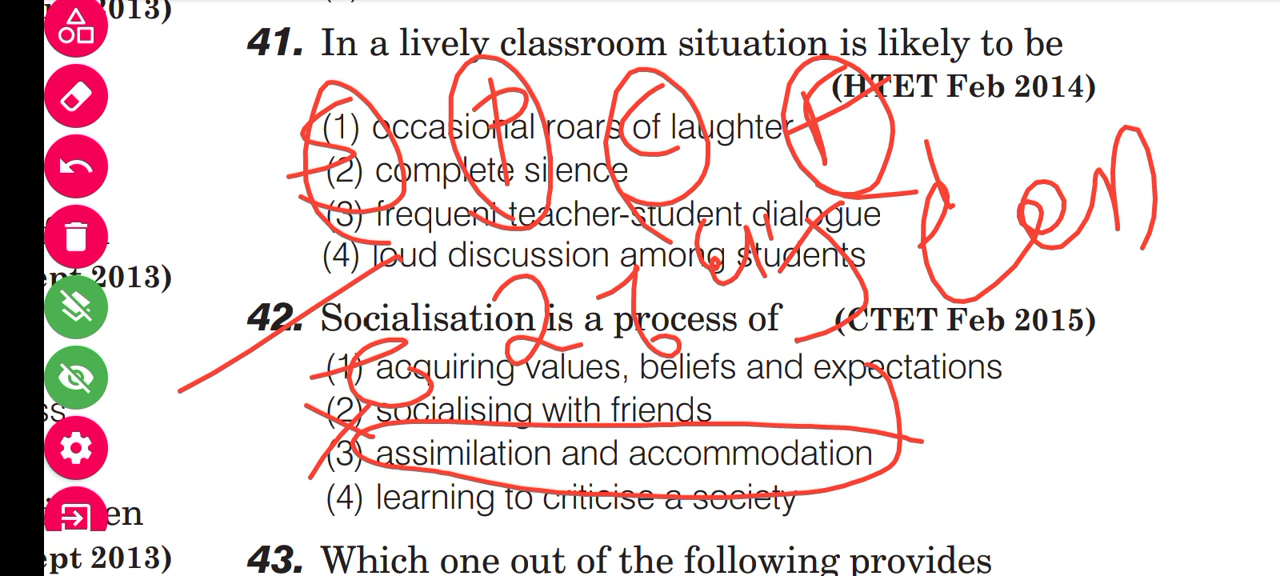 2013)
41. In a lively classroom situation is likely to be
(HTET Feb 2014)
(1) occasional roars of laughter
(2) complete silence
(3) frequent teacher-student dialogue
(4) loud discussion among students
2013)
42. Socialisation is a process of (CTET Feb 2015)
(1) acquiring values, beliefs and expectations
(2) socialising with friends
(3) assimilation and accommodation
(4) learning to criticise a society
en
ept 2013)
43. Which one out of the following provides